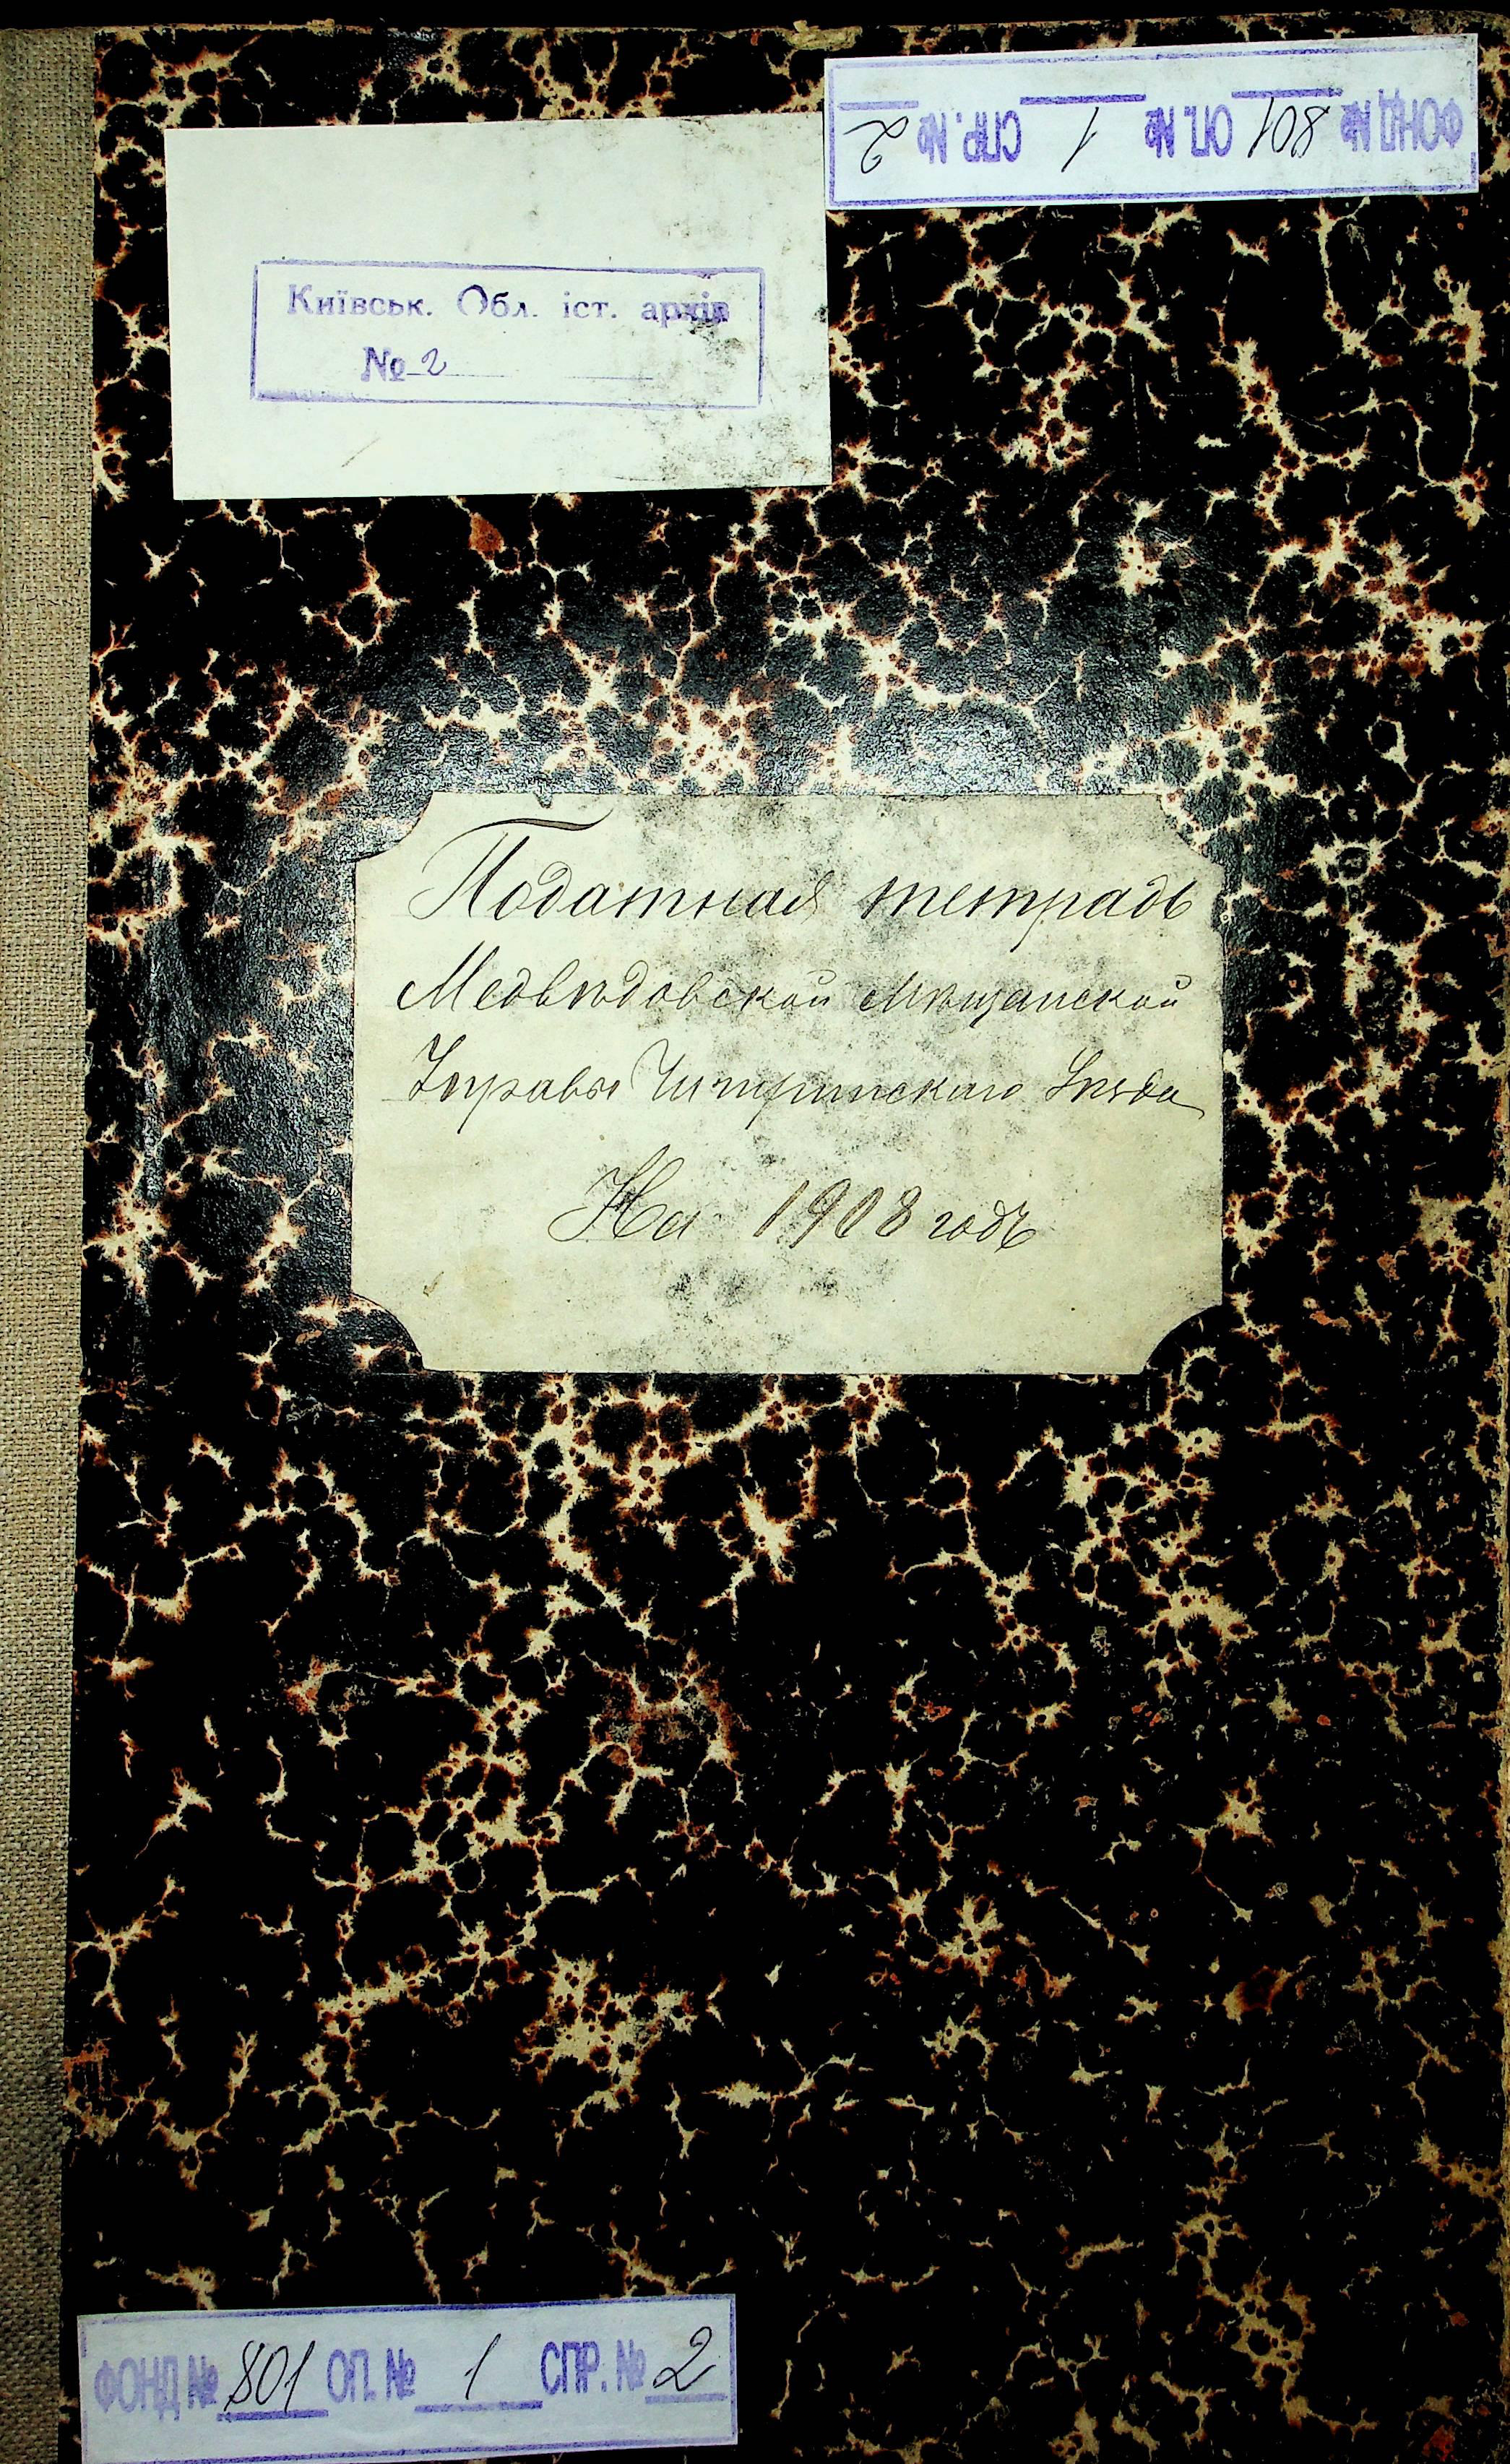 ФОНД № 801 ОП. № 1 СПР. № 2
Київськ. Обл. іст. архів
№ 2
Податная тетрадь
Медвѣдовской Мѣщанской
Управы Чигиринскаго Уѣзда
На 1908 годъ
ФОНД № 801 ОП. № 1 СПР. № 2